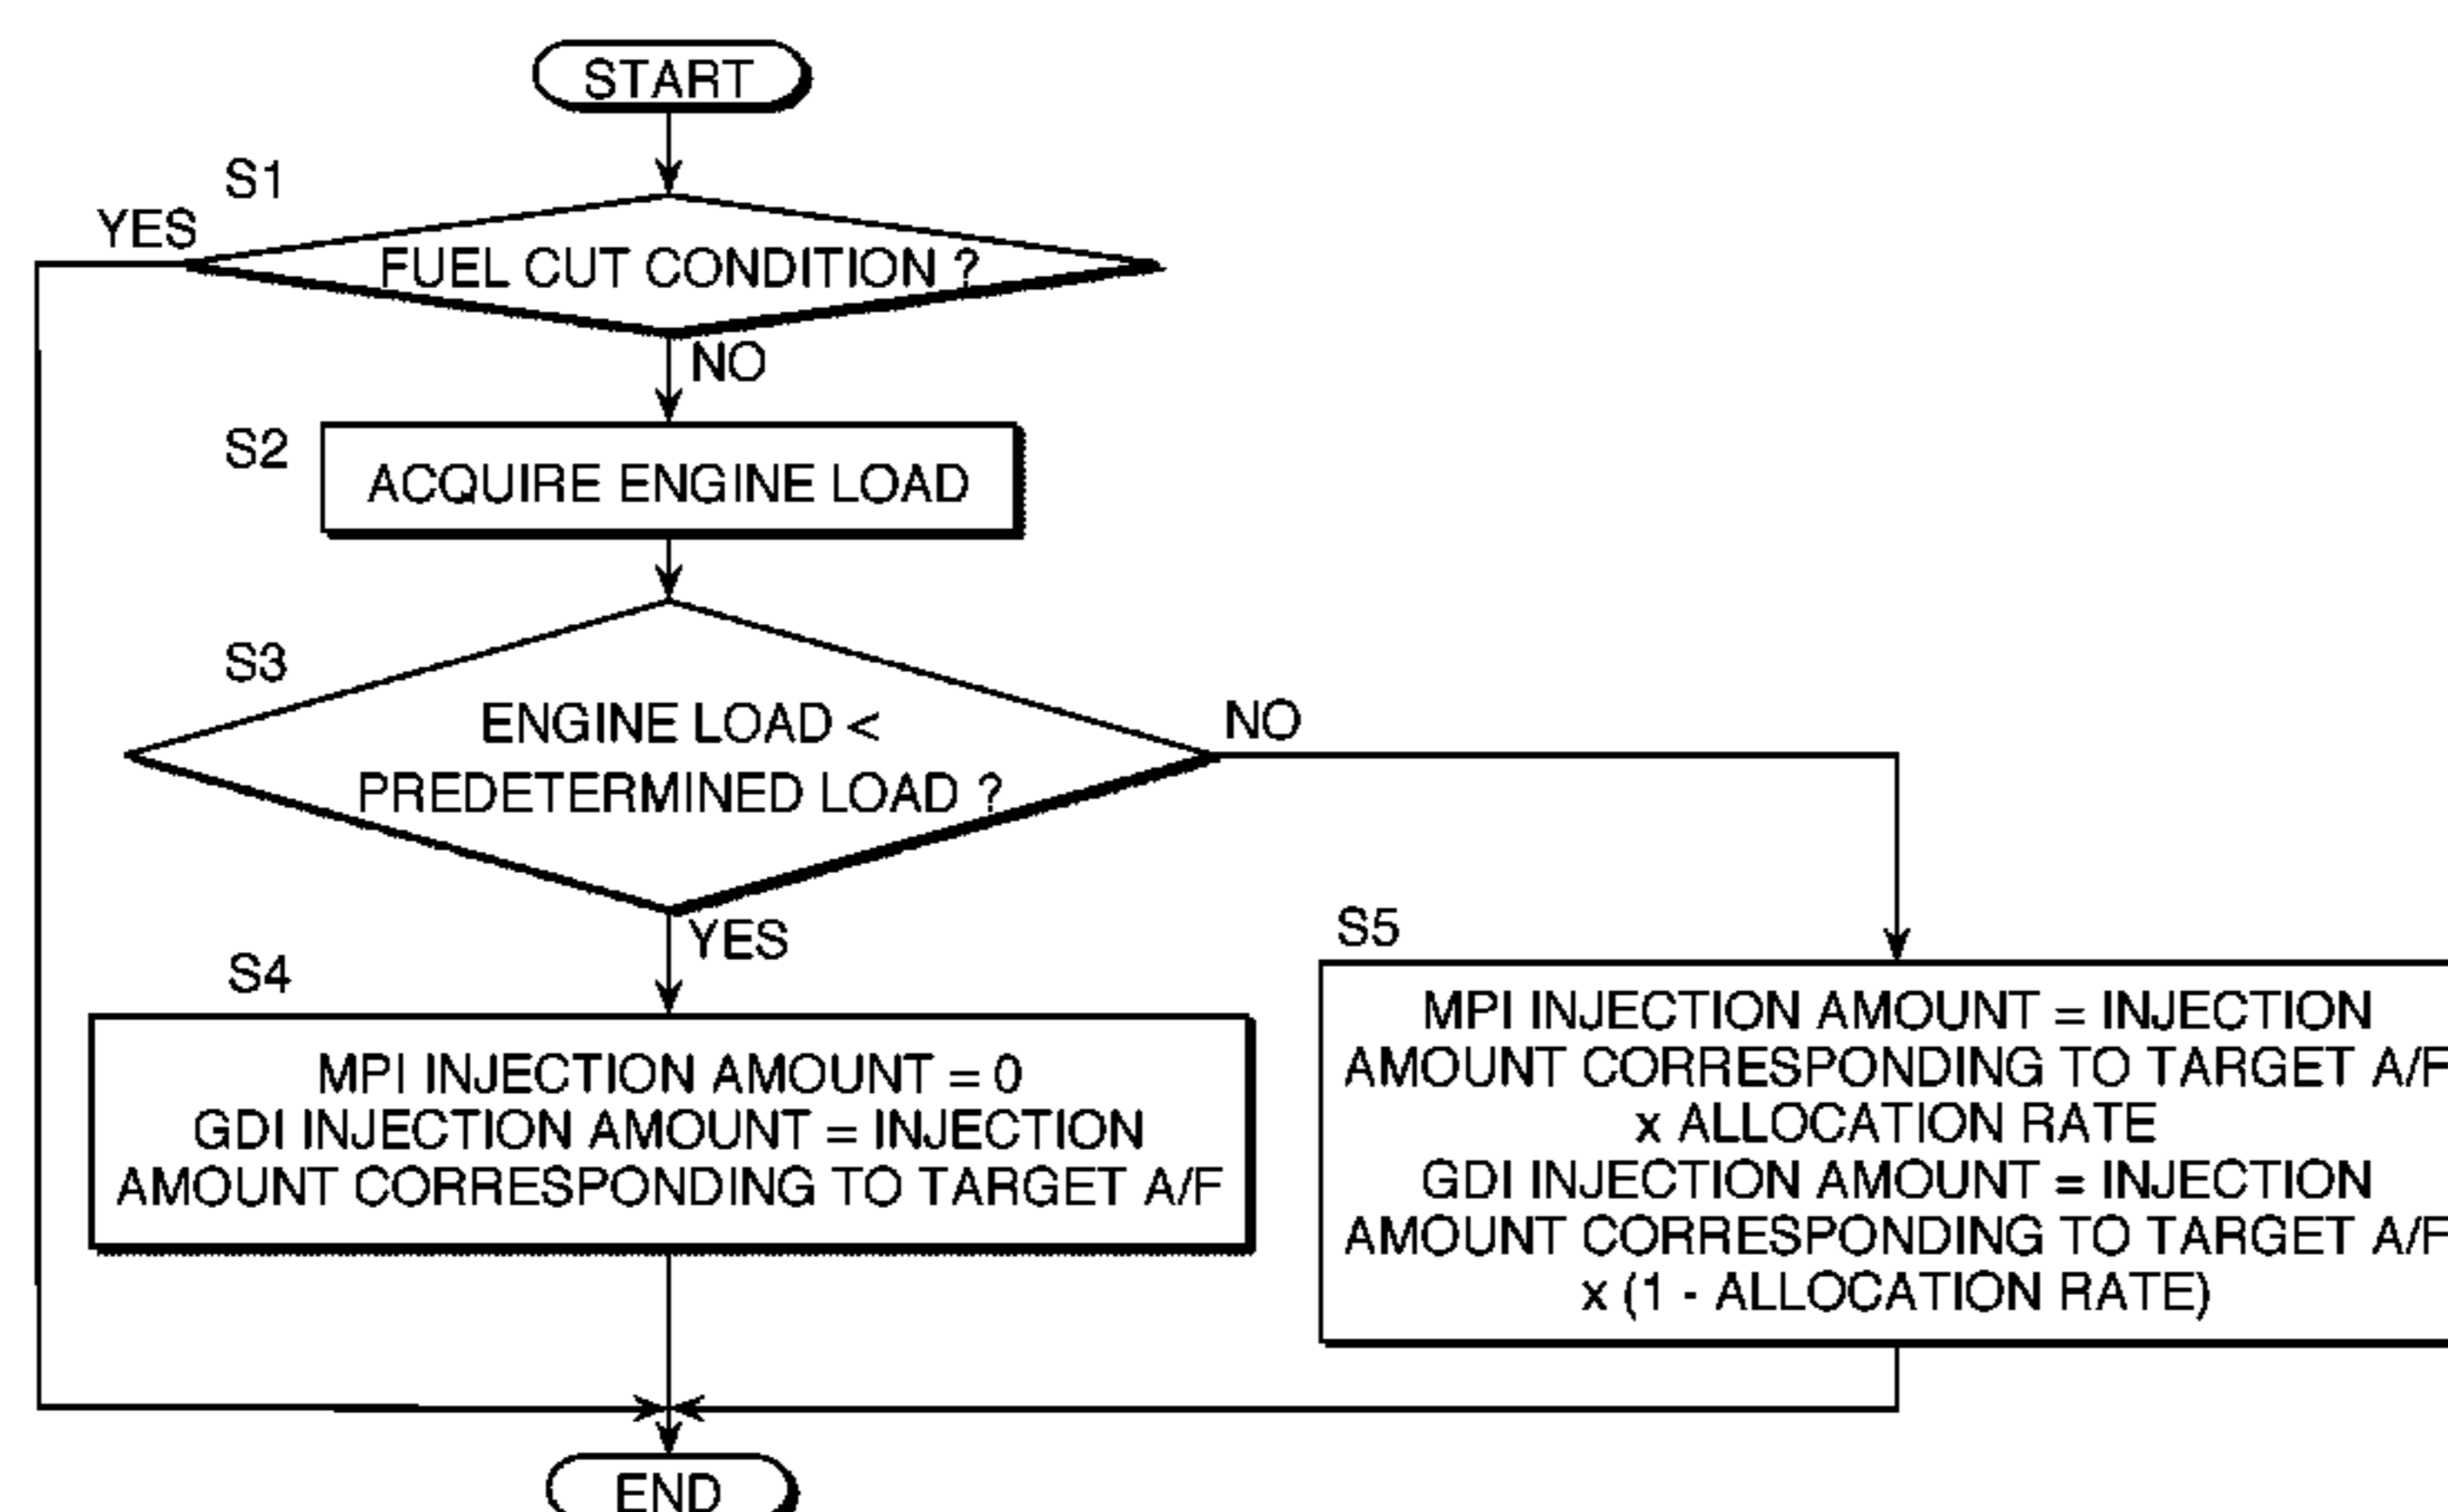 START
S1
YES
FUEL CUT CONDITION ?
NO
S2
ACQUIRE ENGINE LOAD
S3
ENGINE LOAD <
PREDETERMINED LOAD ?
NO
YES
S4
MPI INJECTION AMOUNT = 0
GDI INJECTION AMOUNT = INJECTION
AMOUNT CORRESPONDING TO TARGET A/F
S5
MPI INJECTION AMOUNT = INJECTION
AMOUNT CORRESPONDING TO TARGET A/F
x ALLOCATION RATE
GDI INJECTION AMOUNT = INJECTION
AMOUNT CORRESPONDING TO TARGET A/F
x (1 - ALLOCATION RATE)
END